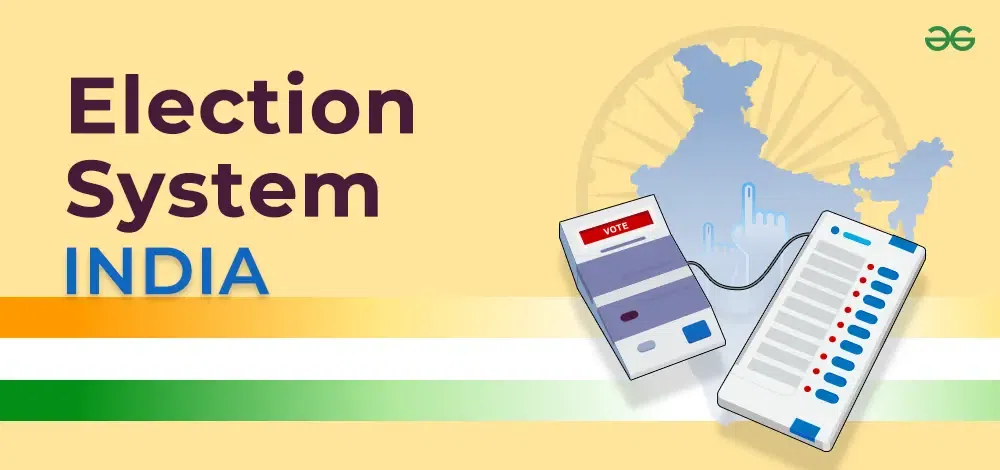 Election
System
INDIA
VOTE